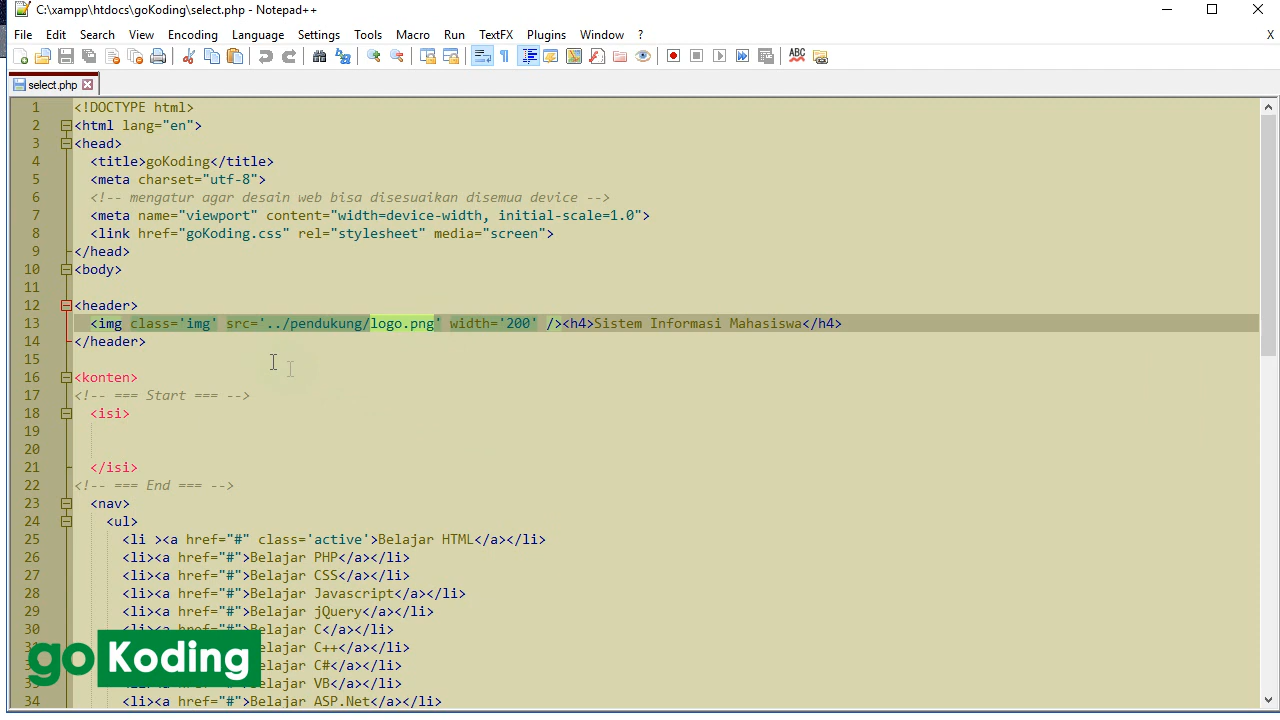 C:\xampp\htdocs\goKoding\select.php - Notepad++
File Edit Search View Encoding Language Settings Tools Macro Run TextFX Plugins Window ? X
ABC
select.php
1 <!DOCTYPE html>
2 <html lang="en">
3 <head>
4 <title>goKoding</title>
5 <meta charset="utf-8">
6 <!-- mengatur agar desain web bisa disesuaikan disemua device -->
7 <meta name="viewport" content="width=device-width, initial-scale=1.0">
8 <link href="goKoding.css" rel="stylesheet" media="screen">
9 </head>
10 <body>
11
12 <header>
13 <img class='img' src='../pendukung/logo.png' width='200' /><h4>Sistem Informasi Mahasiswa</h4>
14 </header>
15
16 <konten>
17 <!-- === Start === -->
18 <isi>
19
20
21 </isi>
22 <!-- === End === -->
23 <nav>
24 <ul>
25 <li ><a href="#" class='active'>Belajar HTML</a></li>
26 <li><a href="#">Belajar PHP</a></li>
27 <li><a href="#">Belajar CSS</a></li>
28 <li><a href="#">Belajar Javascript</a></li>
29 <li><a href="#">Belajar jQuery</a></li>
30 <li><a href="#">Belajar C</a></li>
elajar C++</a></li>
elajar C#</a></li>
elajar VB</a></li>
34 <li><a href="#">Belajar ASP.Net</a></li>
go Koding